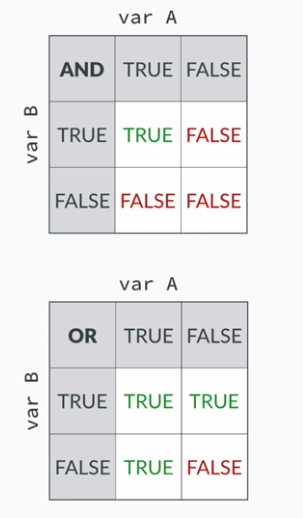 var A
AND TRUE FALSE
var B
TRUE TRUE FALSE
FALSE FALSE FALSE
var A
OR TRUE FALSE
var B
TRUE TRUE TRUE
FALSE TRUE FALSE